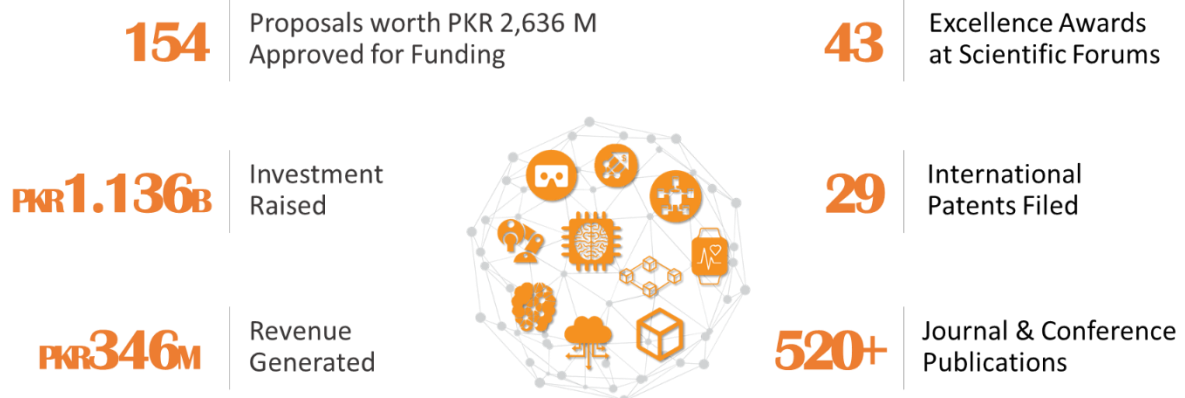 154
Proposals worth PKR 2,636 M
Approved for Funding
43
Excellence Awards
at Scientific Forums
PKR1.136B
Investment
Raised
29
International
Patents Filed
PKR346M
Revenue
Generated
520+
Journal & Conference
Publications